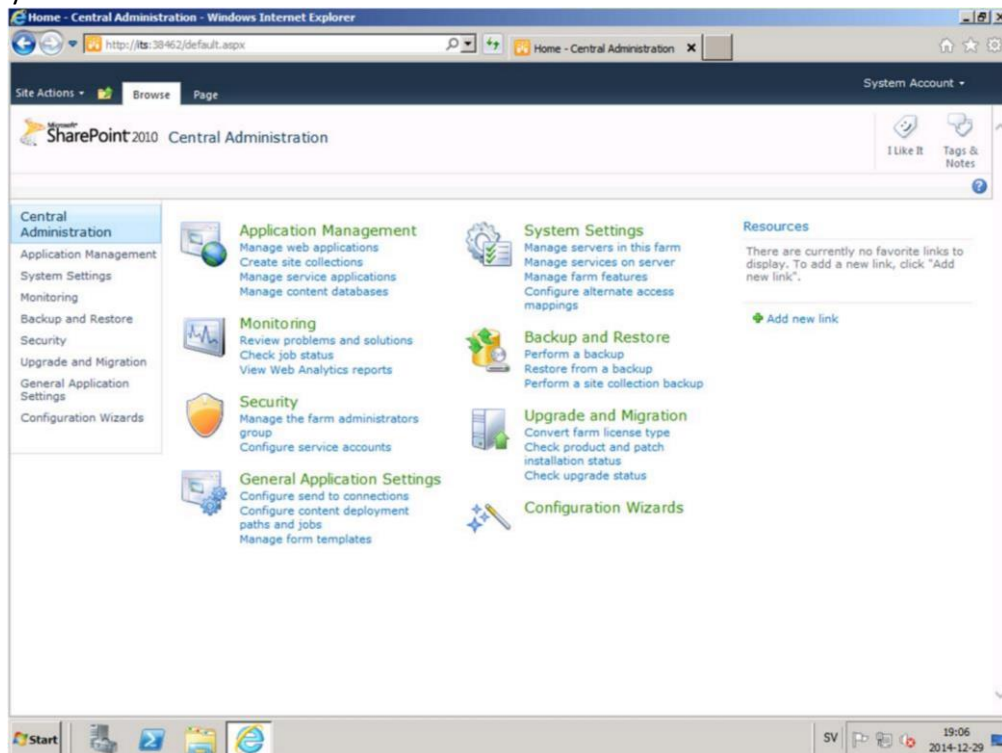 Home - Central Administration - Windows Internet Explorer
http://its:38462/default.aspx
Home - Central Administration
System Account
Site Actions
Browse
Page
Microsoft
SharePoint 2010 Central Administration
I Like It
Tags &
Notes
Central
Administration
Application Management
System Settings
Monitoring
Backup and Restore
Security
Upgrade and Migration
General Application
Settings
Configuration Wizards
Application Management
Manage web applications
Create site collections
Manage service applications
Manage content databases
Monitoring
Review problems and solutions
Check job status
View Web Analytics reports
Security
Manage the farm administrators
group
Configure service accounts
General Application Settings
Configure send to connections
Configure content deployment
paths and jobs
Manage form templates
System Settings
Manage servers in this farm
Manage services on server
Manage farm features
Configure alternate access
mappings
Backup and Restore
Perform a backup
Restore from a backup
Perform a site collection backup
Upgrade and Migration
Convert farm license type
Check product and patch
installation status
Check upgrade status
Configuration Wizards
Resources
There are currently no favorite links to
display. To add a new link, click "Add
new link".
Add new link
Start
SV
19:06
2014-12-29